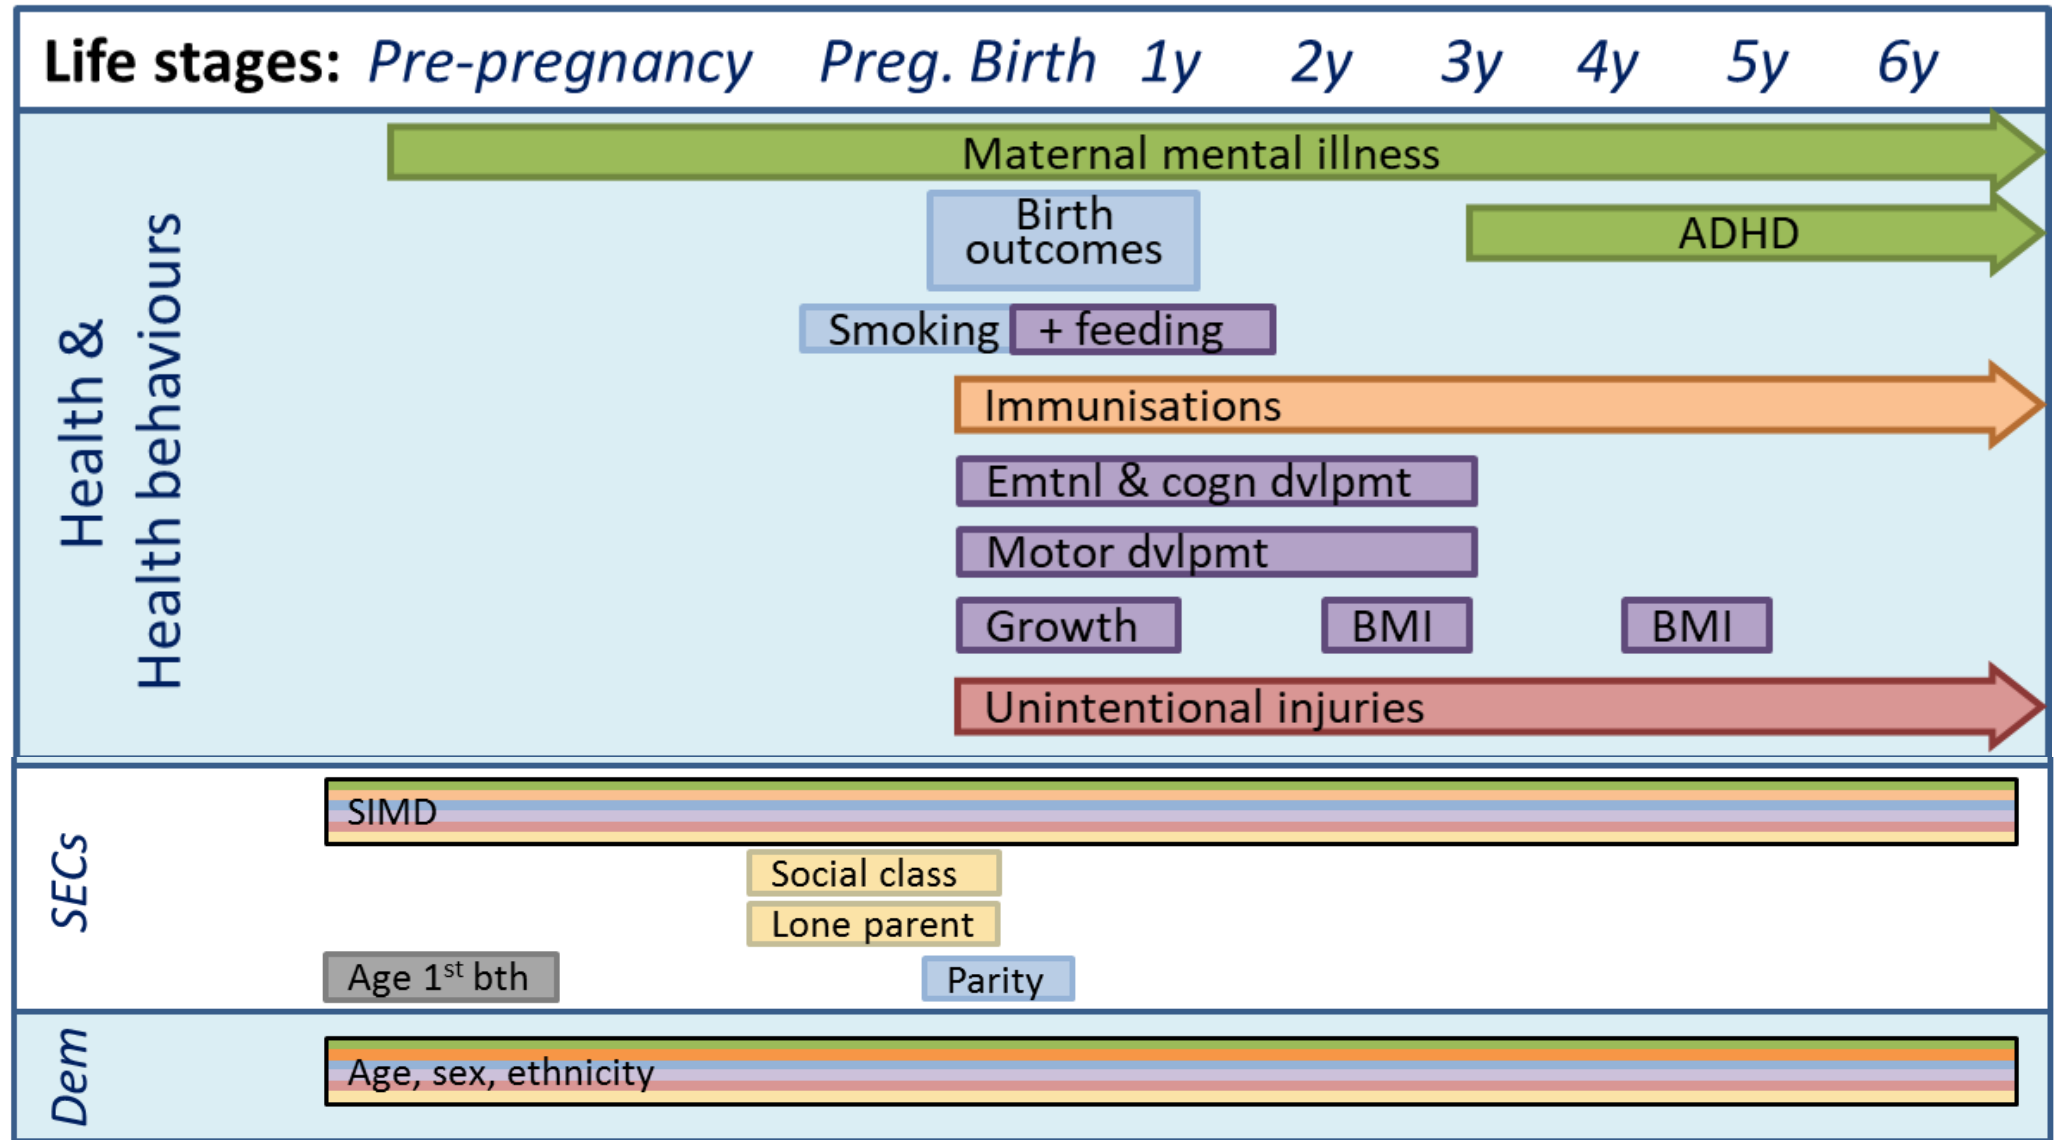 Life stages: Pre-pregnancy Preg. Birth 1y 2y 3y 4y 5y 6y
Health &
Health behaviours
Maternal mental illness
Birth
outcomes
ADHD
Smoking + feeding
Immunisations
Emtnl & cogn dvlpmt
Motor dvlpmt
Growth BMI BMI
Unintentional injuries
SECs
SIMD
Social class
Lone parent
Age 1st bth Parity
Dem
Age, sex, ethnicity